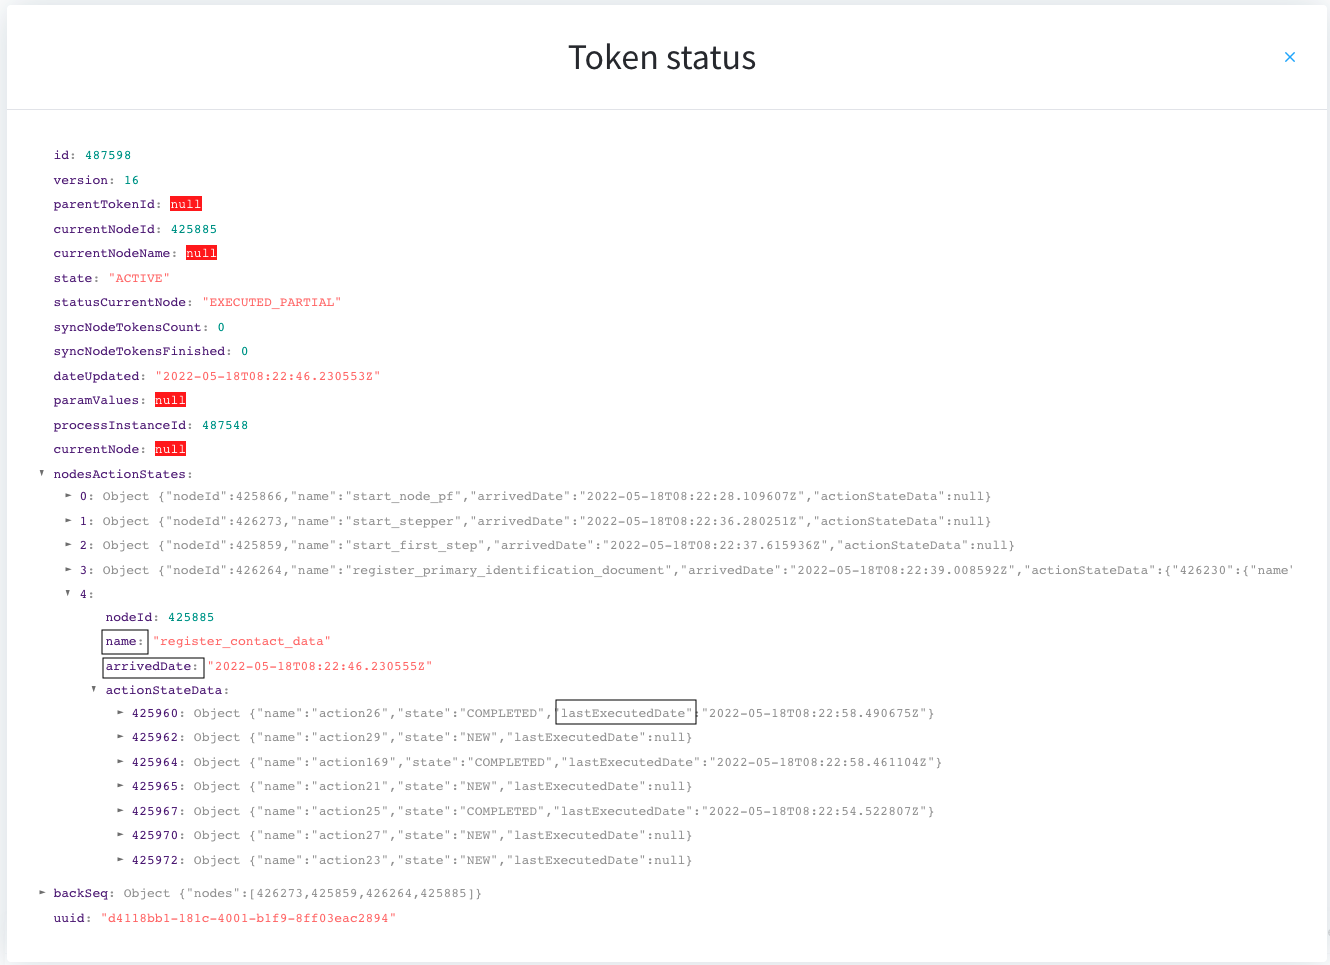 Token status
×
id: 487598
version: 16
parentTokenId: null
currentNodeId: 425885
currentNodeName: null
state: "ACTIVE"
statusCurrentNode: "EXECUTED_PARTIAL"
syncNodeTokensCount: 0
syncNodeTokensFinished: 0
dateUpdated: "2022-05-18T08:22:46.230553Z"
paramValues: null
processInstanceId: 487548
currentNode: null
nodesActionStates:
0: Object {"nodeId":425866,"name":"start_node_pf","arrivedDate":"2022-05-18T08:22:28.109607Z","actionStateData":null}
1: Object {"nodeId":426273,"name":"start_stepper","arrivedDate":"2022-05-18T08:22:36.280251Z","actionStateData":null}
2: Object {"nodeId":425859,"name":"start_first_step","arrivedDate":"2022-05-18T08:22:37.615936Z","actionStateData":null}
3: Object {"nodeId":426264,"name":"register_primary_identification_document","arrivedDate":"2022-05-18T08:22:39.008592Z","actionStateData":{"426230":{"name"
4:
nodeId: 425885
name: "register_contact_data"
arrivedDate: "2022-05-18T08:22:46.230555Z"
actionStateData:
425960: Object {"name":"action26","state":"COMPLETED","lastExecutedDate":"2022-05-18T08:22:58.490675Z"}
425962: Object {"name":"action29","state":"NEW","lastExecutedDate":null}
425964: Object {"name":"action169","state":"COMPLETED","lastExecutedDate":"2022-05-18T08:22:58.461104Z"}
425965: Object {"name":"action21","state":"NEW","lastExecutedDate":null}
425967: Object {"name":"action25","state":"COMPLETED","lastExecutedDate":"2022-05-18T08:22:54.522807Z"}
425970: Object {"name":"action27","state":"NEW","lastExecutedDate":null}
425972: Object {"name":"action23","state":"NEW","lastExecutedDate":null}
backSeq: Object {"nodes":[426273,425859,426264,425885]}
uuid: "d4118bb1-181c-4001-b1f9-8ff03eac2894"